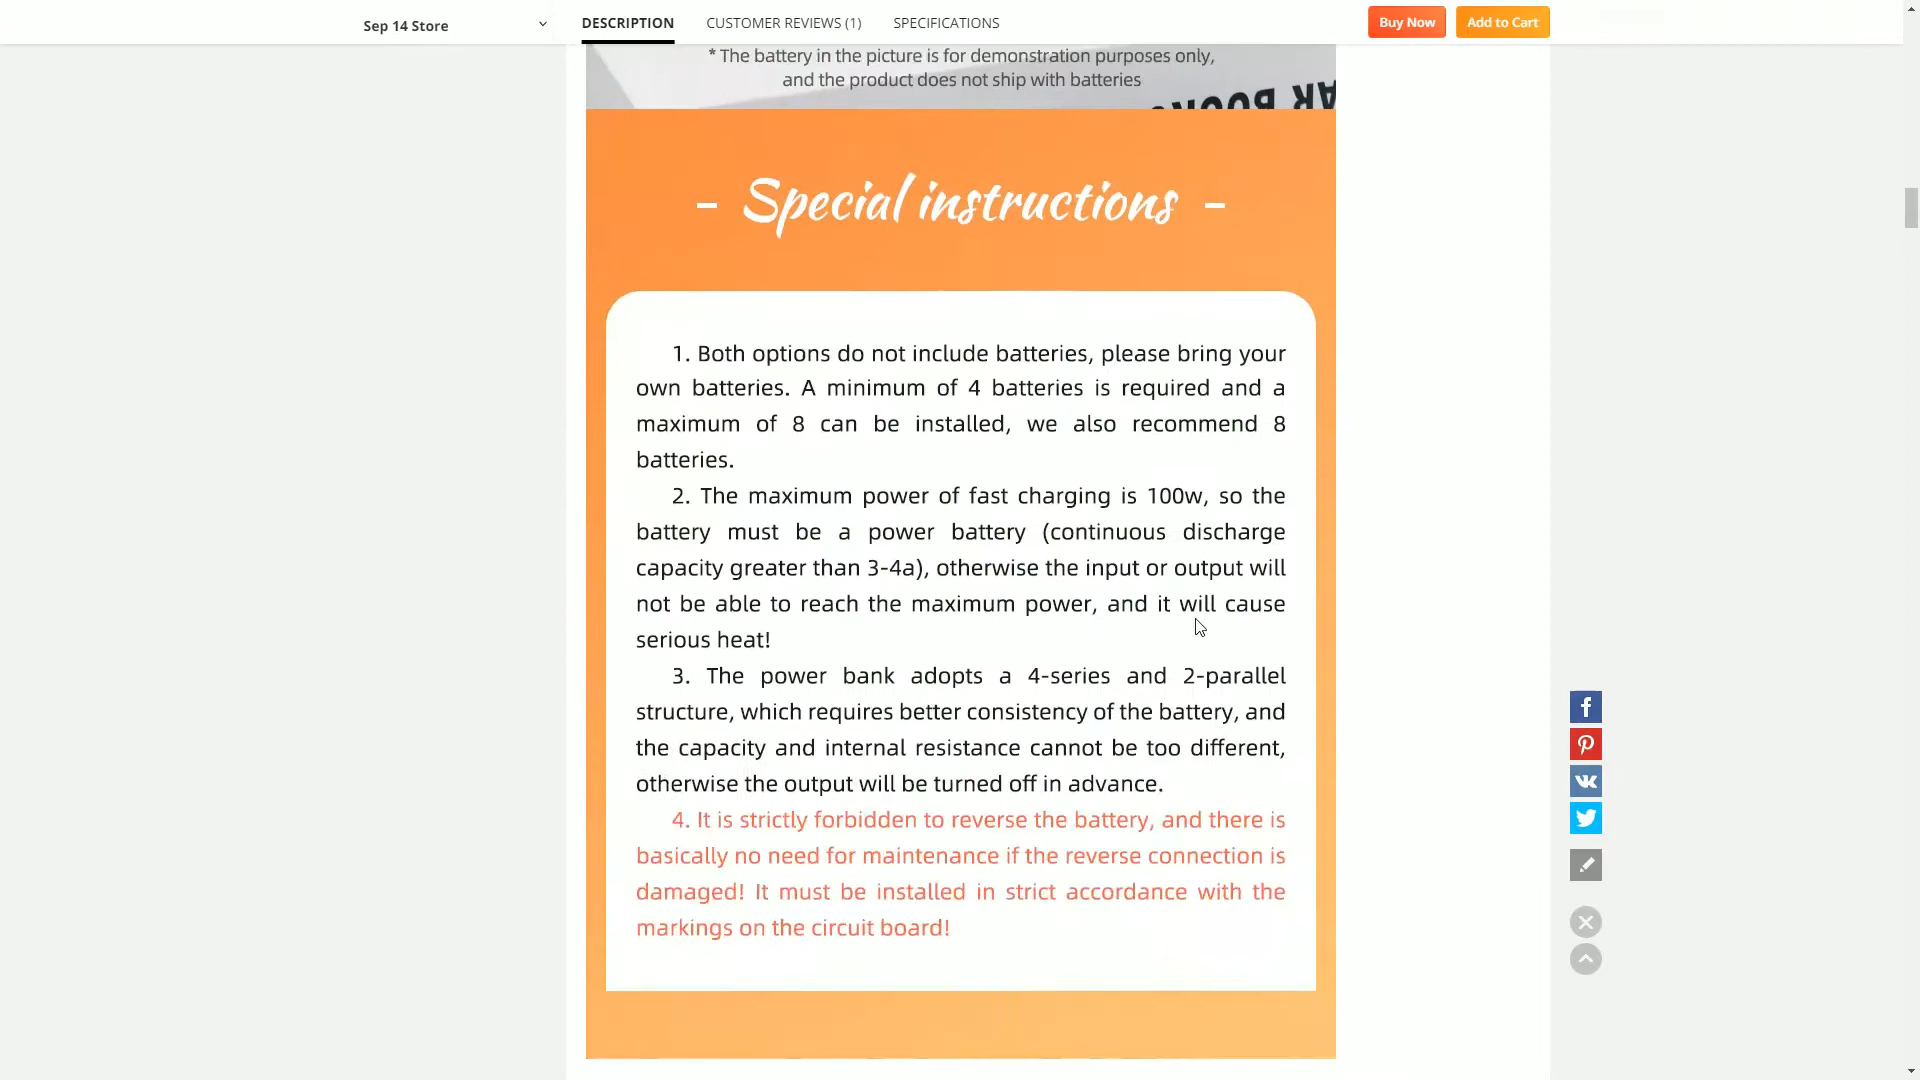 Sep 14 Store
DESCRIPTION
CUSTOMER REVIEWS (1)
SPECIFICATIONS
Buy Now
Add to Cart
* The battery in the picture is for demonstration purposes only,
and the product does not ship with batteries
- Special instructions -
1. Both options do not include batteries, please bring your
own batteries. A minimum of 4 batteries is required and a
maximum of 8 can be installed, we also recommend 8
batteries.
2. The maximum power of fast charging is 100w, so the
battery must be a power battery (continuous discharge
capacity greater than 3-4a), otherwise the input or output will
not be able to reach the maximum power, and it will cause
serious heat!
3. The power bank adopts a 4-series and 2-parallel
structure, which requires better consistency of the battery, and
the capacity and internal resistance cannot be too different,
otherwise the output will be turned off in advance.
4. It is strictly forbidden to reverse the battery, and there is
basically no need for maintenance if the reverse connection is
damaged! It must be installed in strict accordance with the
markings on the circuit board!